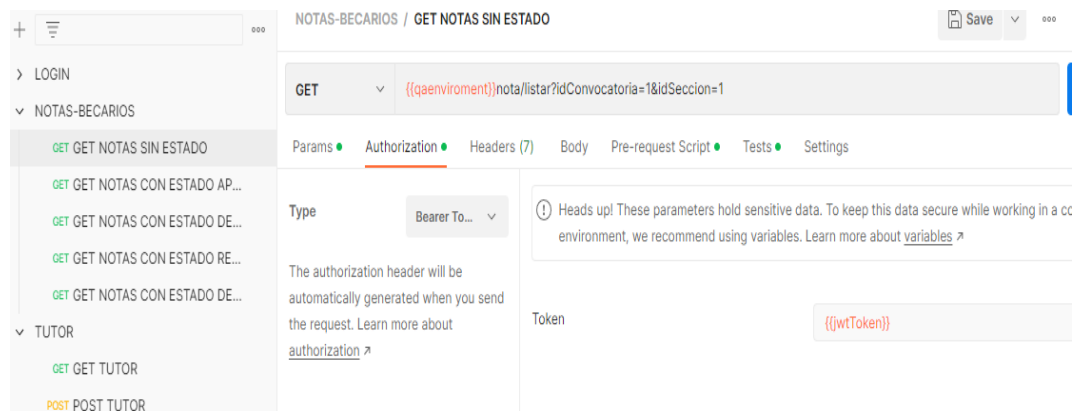 NOTAS-BECARIOS / GET NOTAS SIN ESTADO
Save
LOGIN
NOTAS-BECARIOS
GET GET NOTAS SIN ESTADO
GET GET NOTAS CON ESTADO AP...
GET GET NOTAS CON ESTADO DE...
GET GET NOTAS CON ESTADO RE...
GET GET NOTAS CON ESTADO DE...
TUTOR
GET GET TUTOR
POST POST TUTOR
GET {{qaenviroment}}nota/listar?idConvocatoria=1&idSeccion=1
Params Authorization Headers (7) Body Pre-request Script Tests Settings
Type Bearer To...
The authorization header will be
automatically generated when you send
the request. Learn more about
authorization ↗
Heads up! These parameters hold sensitive data. To keep this data secure while working in a co
environment, we recommend using variables. Learn more about variables ↗
Token {{jwtToken}}